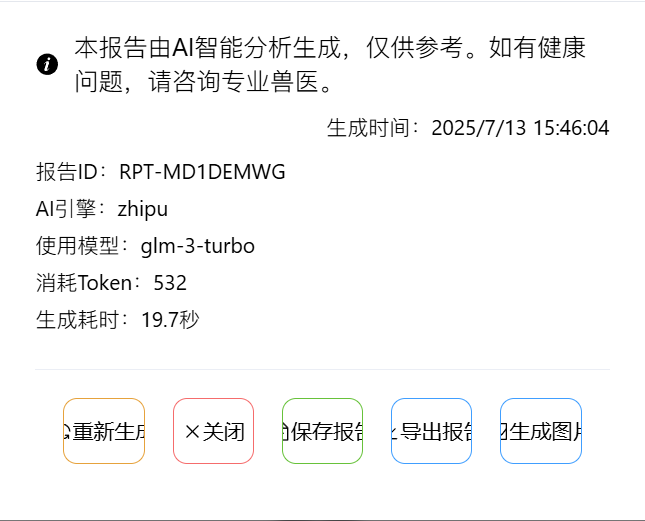 本报告由AI智能分析生成，仅供参考。如有健康
问题，请咨询专业兽医。
生成时间：2025/7/13 15:46:04
报告ID：RPT-MD1DEMWG
AI引擎：zhipu
使用模型：glm-3-turbo
消耗Token：532
生成耗时：19.7秒
重新生成
×关闭
保存报告
导出报告
生成图片